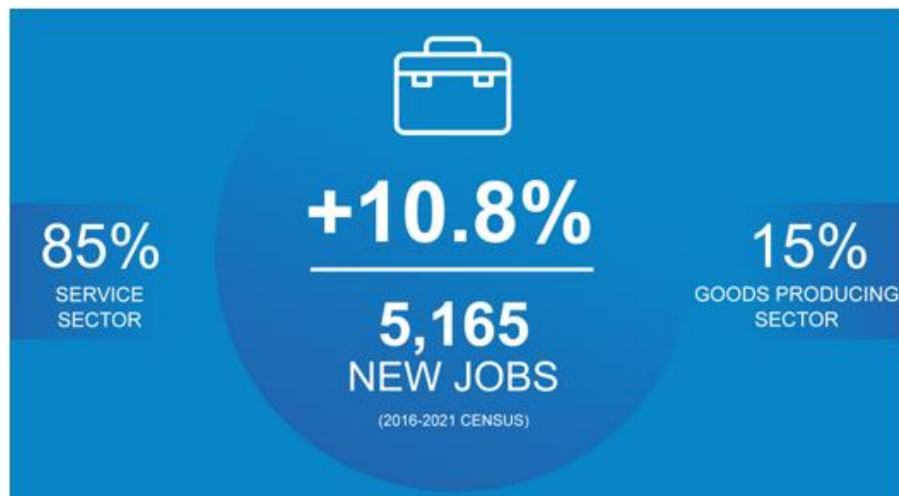 +10.8%
85%
SERVICE
SECTOR
5,165
NEW JOBS
(2016-2021 CENSUS)
15%
GOODS PRODUCING
SECTOR